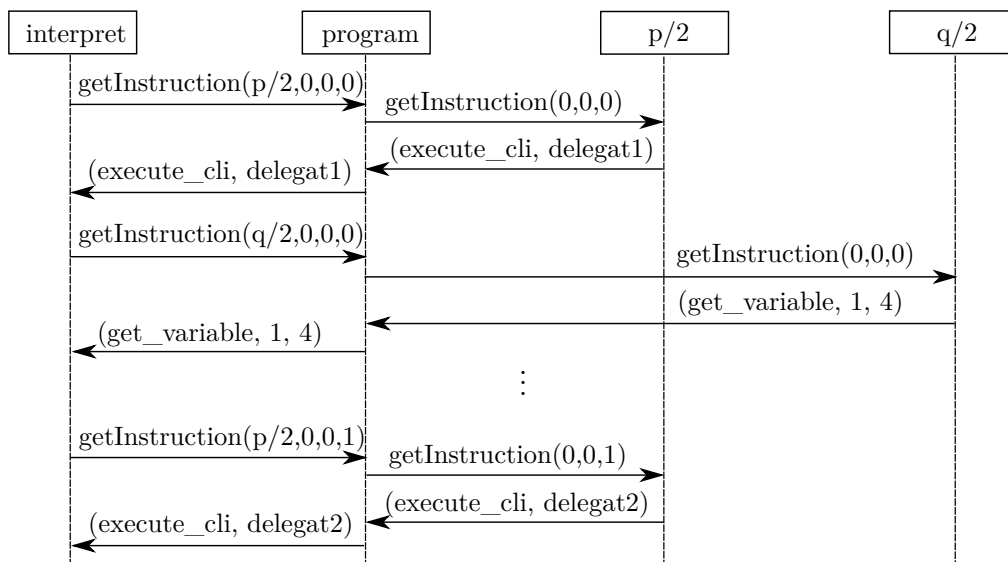 interpret
program
p/2
q/2
getInstruction(p/2,0,0,0)
getInstruction(0,0,0)
(execute_cli, delegat1)
(execute_cli, delegat1)
getInstruction(q/2,0,0,0)
getInstruction(0,0,0)
(get_variable, 1, 4)
(get_variable, 1, 4)
⋮
getInstruction(p/2,0,0,1)
getInstruction(0,0,1)
(execute_cli, delegat2)
(execute_cli, delegat2)